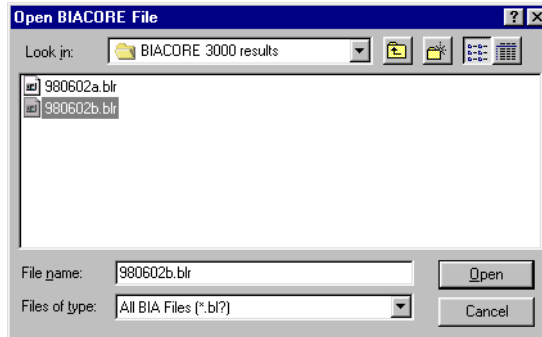 Open BIACORE File
Look in: BIACORE 3000 results
980602a.blr
980602b.blr
File name: 980602b.blr
Open
Files of type: All BIA Files (*.bl?)
Cancel